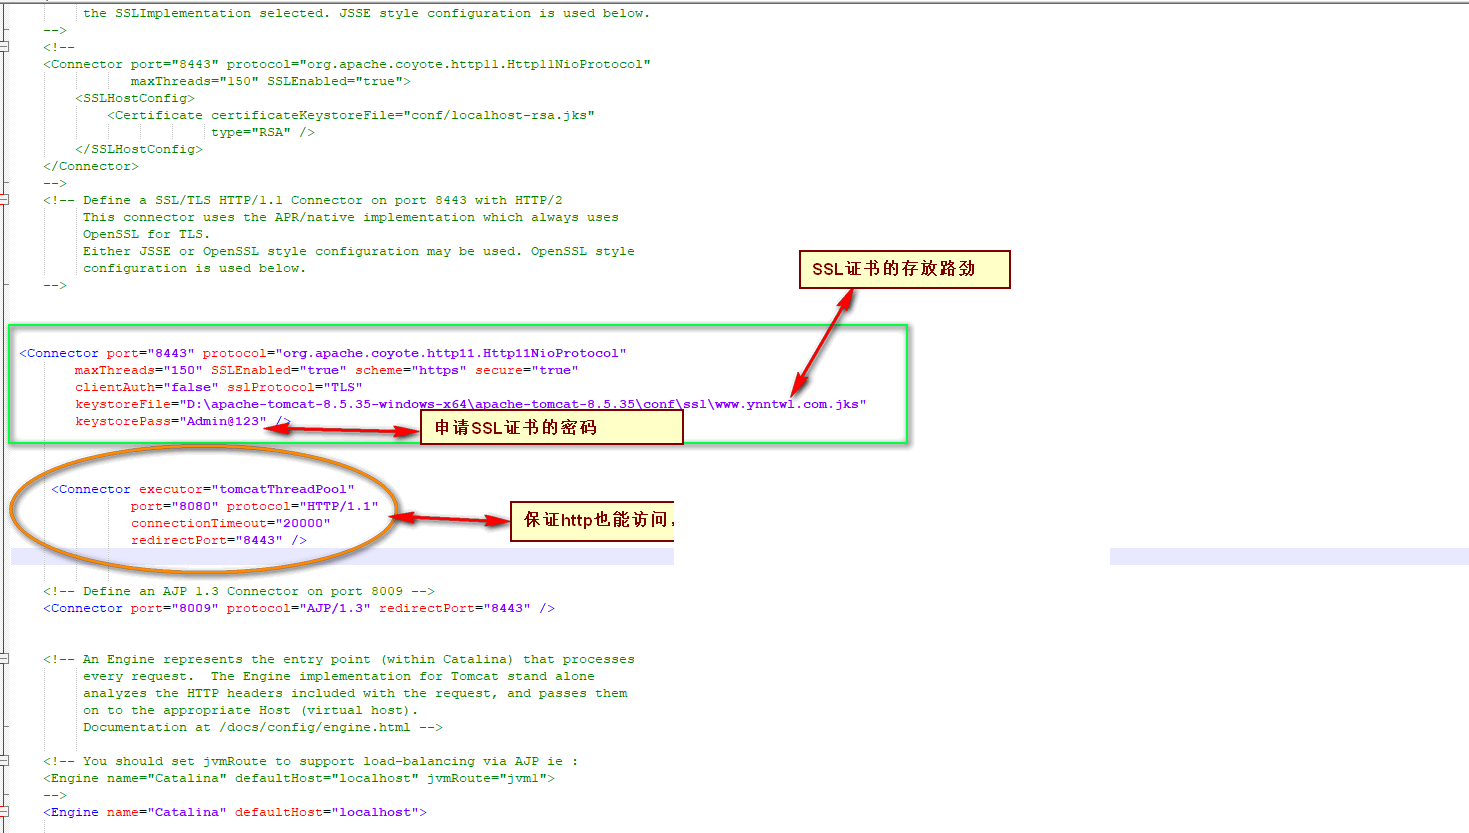 the SSLImplementation selected. JSSE style configuration is used below.
-->
<!--
<Connector port="8443" protocol="org.apache.coyote.http11.Http11NioProtocol"
maxThreads="150" SSLEnabled="true">
<SSLHostConfig>
<Certificate certificateKeystoreFile="conf/localhost-rsa.jks"
type="RSA" />
</SSLHostConfig>
</Connector>
-->
<!-- Define a SSL/TLS HTTP/1.1 Connector on port 8443 with HTTP/2
This connector uses the APR/native implementation which always uses
OpenSSL for TLS.
Either JSSE or OpenSSL style configuration may be used. OpenSSL style
configuration is used below.
-->
SSL证书的存放路劲
<Connector port="8443" protocol="org.apache.coyote.http11.Http11NioProtocol"
maxThreads="150" SSLEnabled="true" scheme="https" secure="true"
clientAuth="false" sslProtocol="TLS"
keystoreFile="D:\apache-tomcat-8.5.35-windows-x64\apache-tomcat-8.5.35\conf\ssl\www.ynntwl.com.jks"
keystorePass="Admin@123" />
申请SSL证书的密码
<Connector executor="tomcatThreadPool"
port="8080" protocol="HTTP/1.1"
connectionTimeout="20000"
redirectPort="8443" />
保证http也能访问,
<!-- Define an AJP 1.3 Connector on port 8009 -->
<Connector port="8009" protocol="AJP/1.3" redirectPort="8443" />
<!-- An Engine represents the entry point (within Catalina) that processes
every request.  The Engine implementation for Tomcat stand alone
analyzes the HTTP headers included with the request, and passes them
on to the appropriate Host (virtual host).
Documentation at /docs/config/engine.html -->
<!-- You should set jvmRoute to support load-balancing via AJP ie :
<Engine name="Catalina" defaultHost="localhost" jvmRoute="jvm1">
-->
<Engine name="Catalina" defaultHost="localhost">